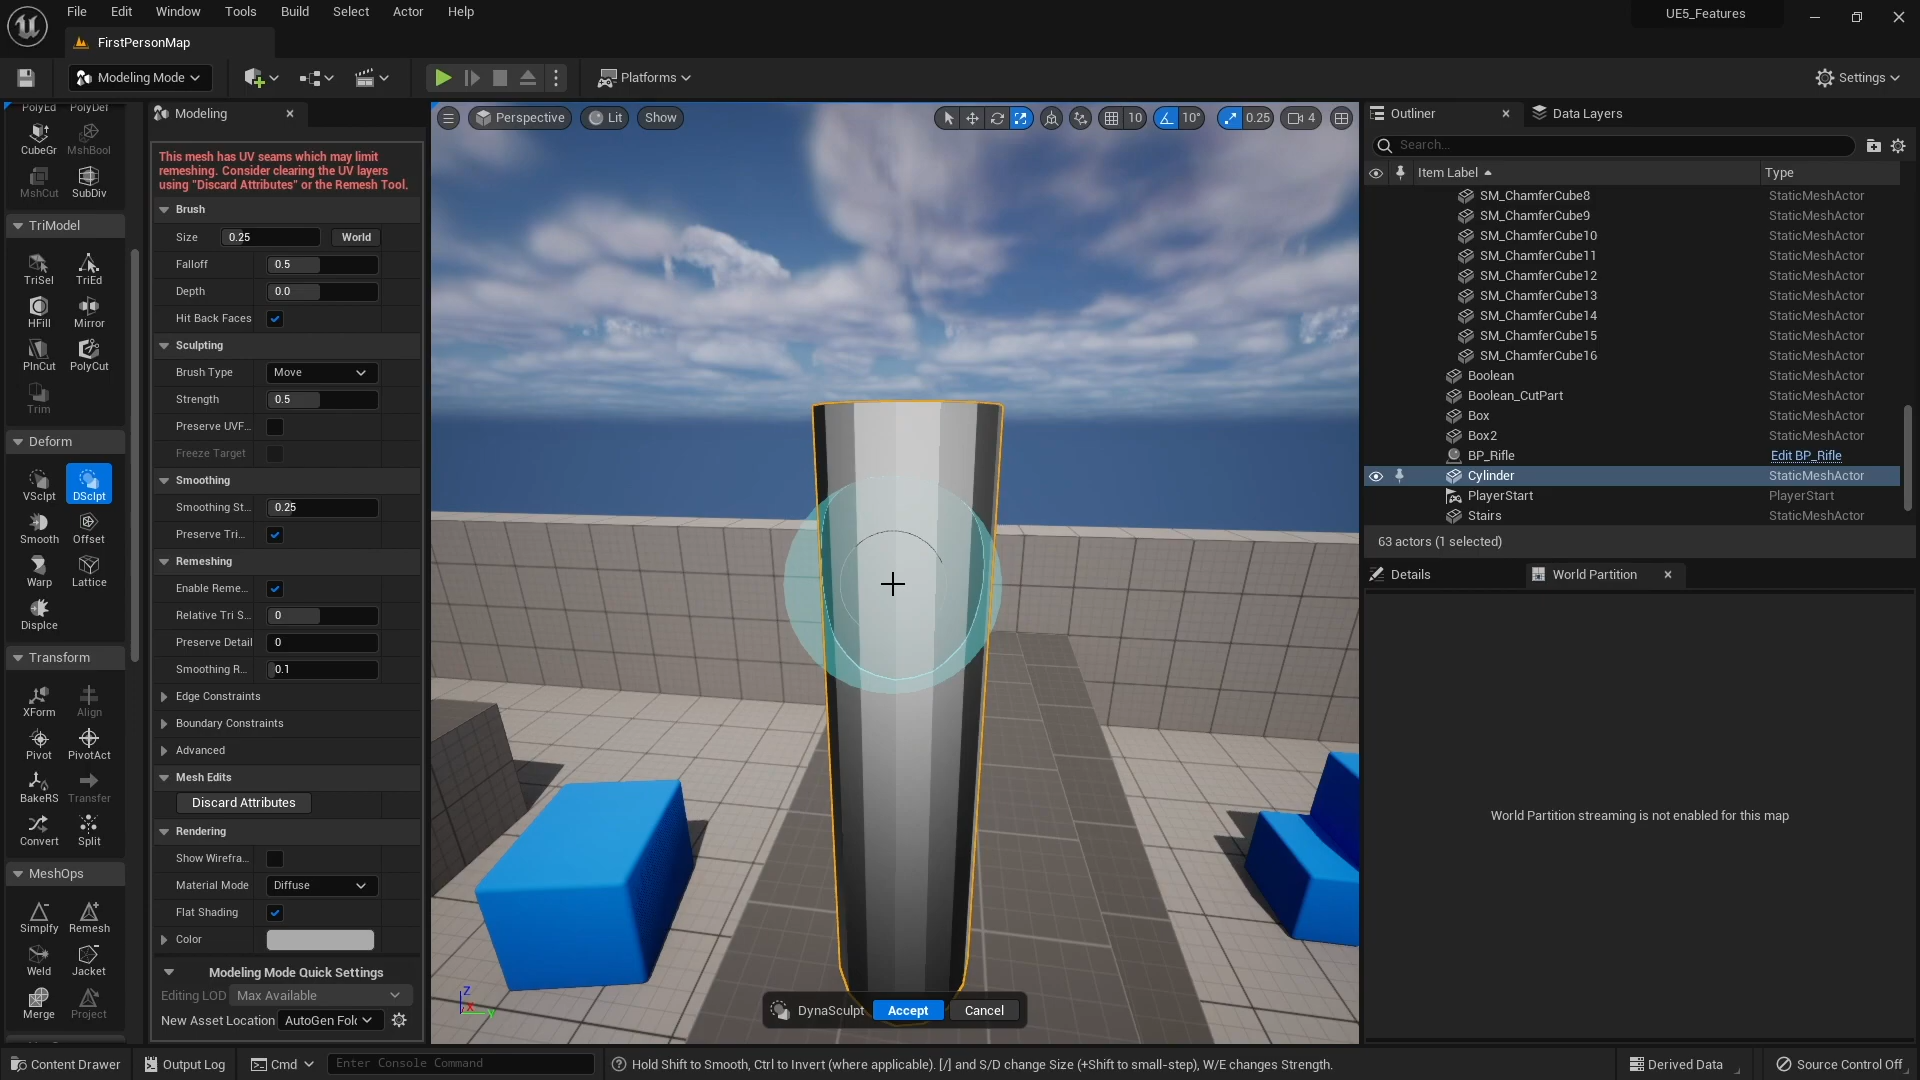 File Edit Window Tools Build Select Actor Help
UE5_Features
FirstPersonMap
Modeling Mode
Platforms
Settings
PolyEd PolyDef
CubeGr MshBool
MshCut SubDiv
TriModel
TriSel TriEd
HFill Mirror
PlnCut PolyCut
Trim
Deform
VSclpt DSclpt
Smooth Offset
Warp Lattice
Displce
Transform
XForm Align
Pivot PivotAct
BakeRS Transfer
Convert Split
MeshOps
Simplfy Remesh
Weld Jacket
Merge Project
Modeling
This mesh has UV seams which may limit
remeshing. Consider clearing the UV layers
using "Discard Attributes" or the Remesh Tool.
Brush
Size 0.25 World
Falloff 0.5
Depth 0.0
Hit Back Faces
Sculpting
Brush Type Move
Strength 0.5
Preserve UVF...
Freeze Target
Smoothing
Smoothing St... 0.25
Preserve Tri...
Remeshing
Enable Reme...
Relative Tri S... 0
Preserve Detail 0
Smoothing R... 0.1
Edge Constraints
Boundary Constraints
Advanced
Mesh Edits
Discard Attributes
Rendering
Show Wirefra...
Material Mode Diffuse
Flat Shading
Color
Modeling Mode Quick Settings
Editing LOD Max Available
New Asset Location AutoGen Fol
Perspective Lit Show 10 10° 0.25 4
Z
X
Y
DynaSculpt Accept Cancel
Outliner Data Layers
Search...
Item Label Type
SM_ChamferCube8 StaticMeshActor
SM_ChamferCube9 StaticMeshActor
SM_ChamferCube10 StaticMeshActor
SM_ChamferCube11 StaticMeshActor
SM_ChamferCube12 StaticMeshActor
SM_ChamferCube13 StaticMeshActor
SM_ChamferCube14 StaticMeshActor
SM_ChamferCube15 StaticMeshActor
SM_ChamferCube16 StaticMeshActor
Boolean StaticMeshActor
Boolean_CutPart StaticMeshActor
Box StaticMeshActor
Box2 StaticMeshActor
BP_Rifle Edit BP_Rifle
Cylinder StaticMeshActor
PlayerStart PlayerStart
Stairs StaticMeshActor
63 actors (1 selected)
Details World Partition
World Partition streaming is not enabled for this map
Content Drawer Output Log Cmd Enter Console Command Hold Shift to Smooth, Ctrl to Invert (where applicable). [/] and S/D change Size (+Shift to small-step), W/E changes Strength. Derived Data Source Control Off